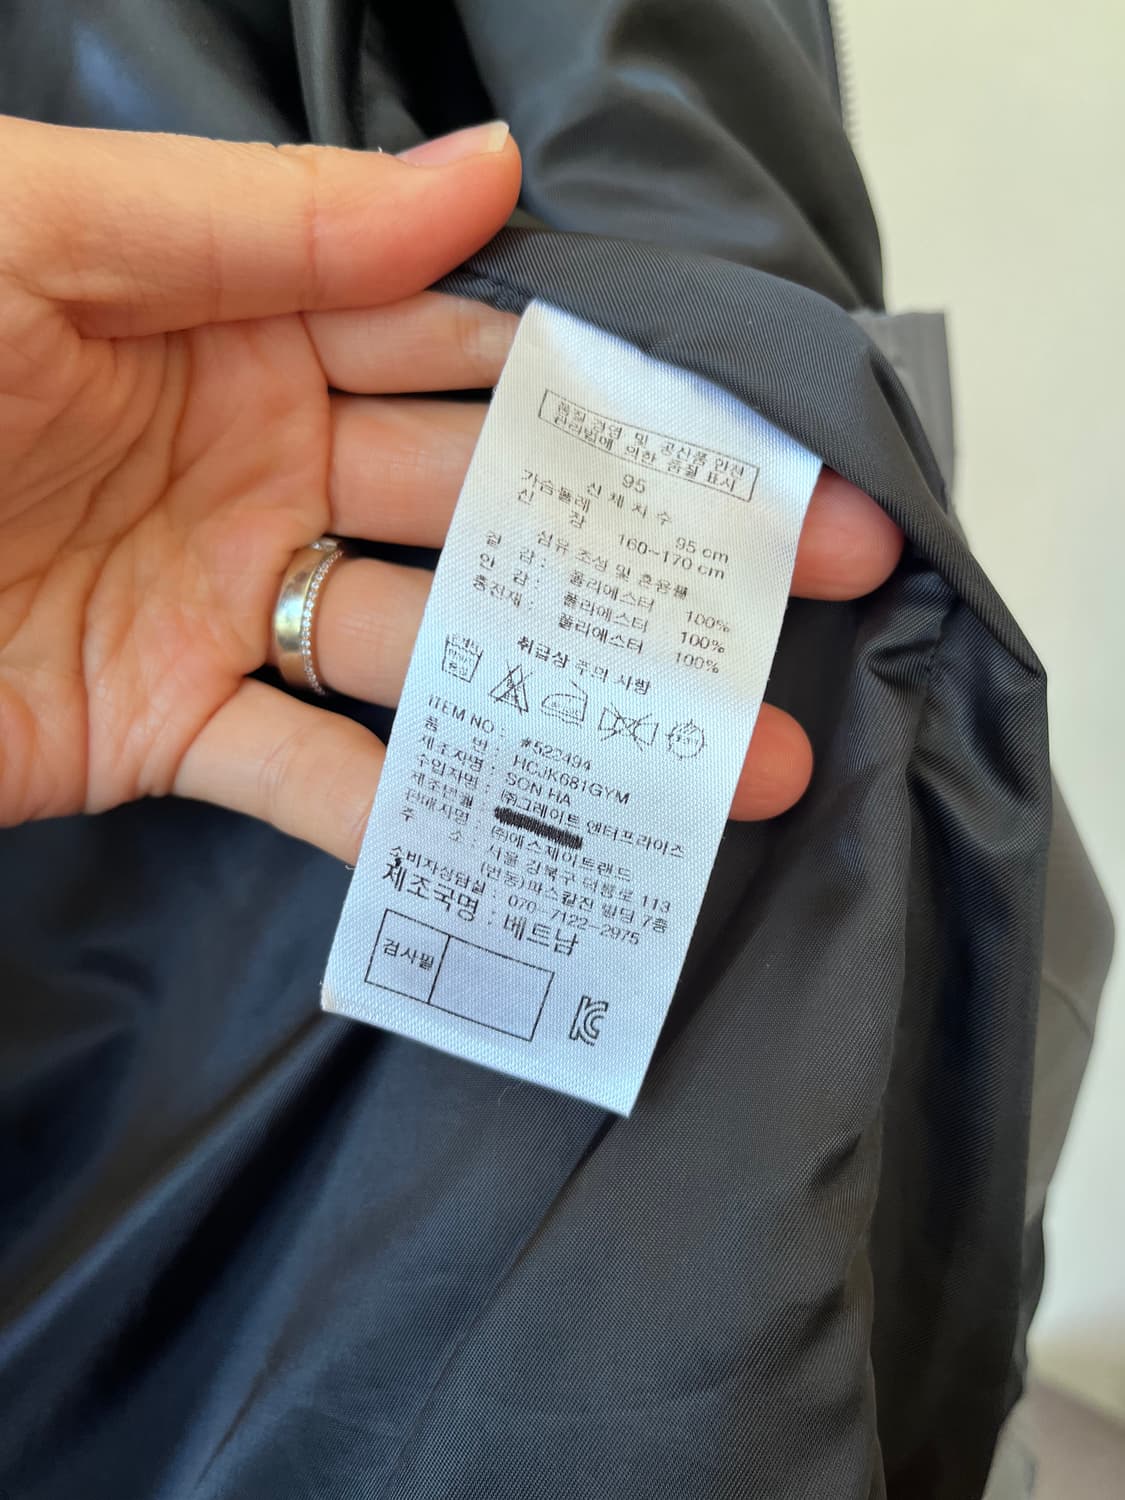 품질 경영 및 공산품 안전
관리법에 의한 품질 표시
95
신 체 치 수
가슴둘레 95 cm
신 장 160~170 cm
섬유 조성 및 혼용률
겉 감 : 폴리에스터 100%
안 감 : 폴리에스터 100%
충전재 : 폴리에스터 100%
취급상 주의 사항
ITEM NO : #522494
품 번 : HCJK681GYM
제조자명 : SON HA
수입자명 : (주)그레이트 엔터프라이즈
제조년월 :
판매자명 : (주)에스제이트랜드
주 소 : 서울 강북구 덕릉로 113
(번동)파스칼진 빌딩 7층
소비자상담실 : 070-7122-2975
제조국명 : 베트남
검사필
KC